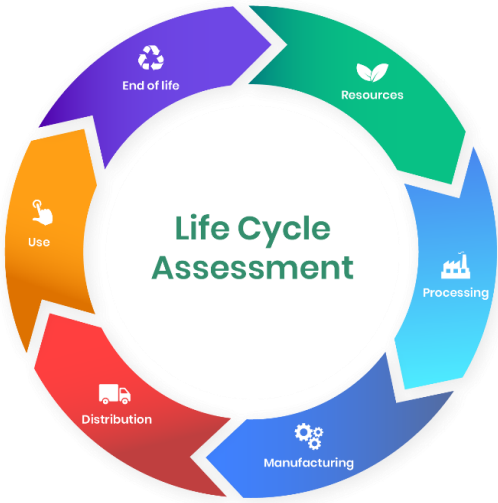 Life Cycle
Assessment
Resources
Processing
Manufacturing
Distribution
Use
End of life